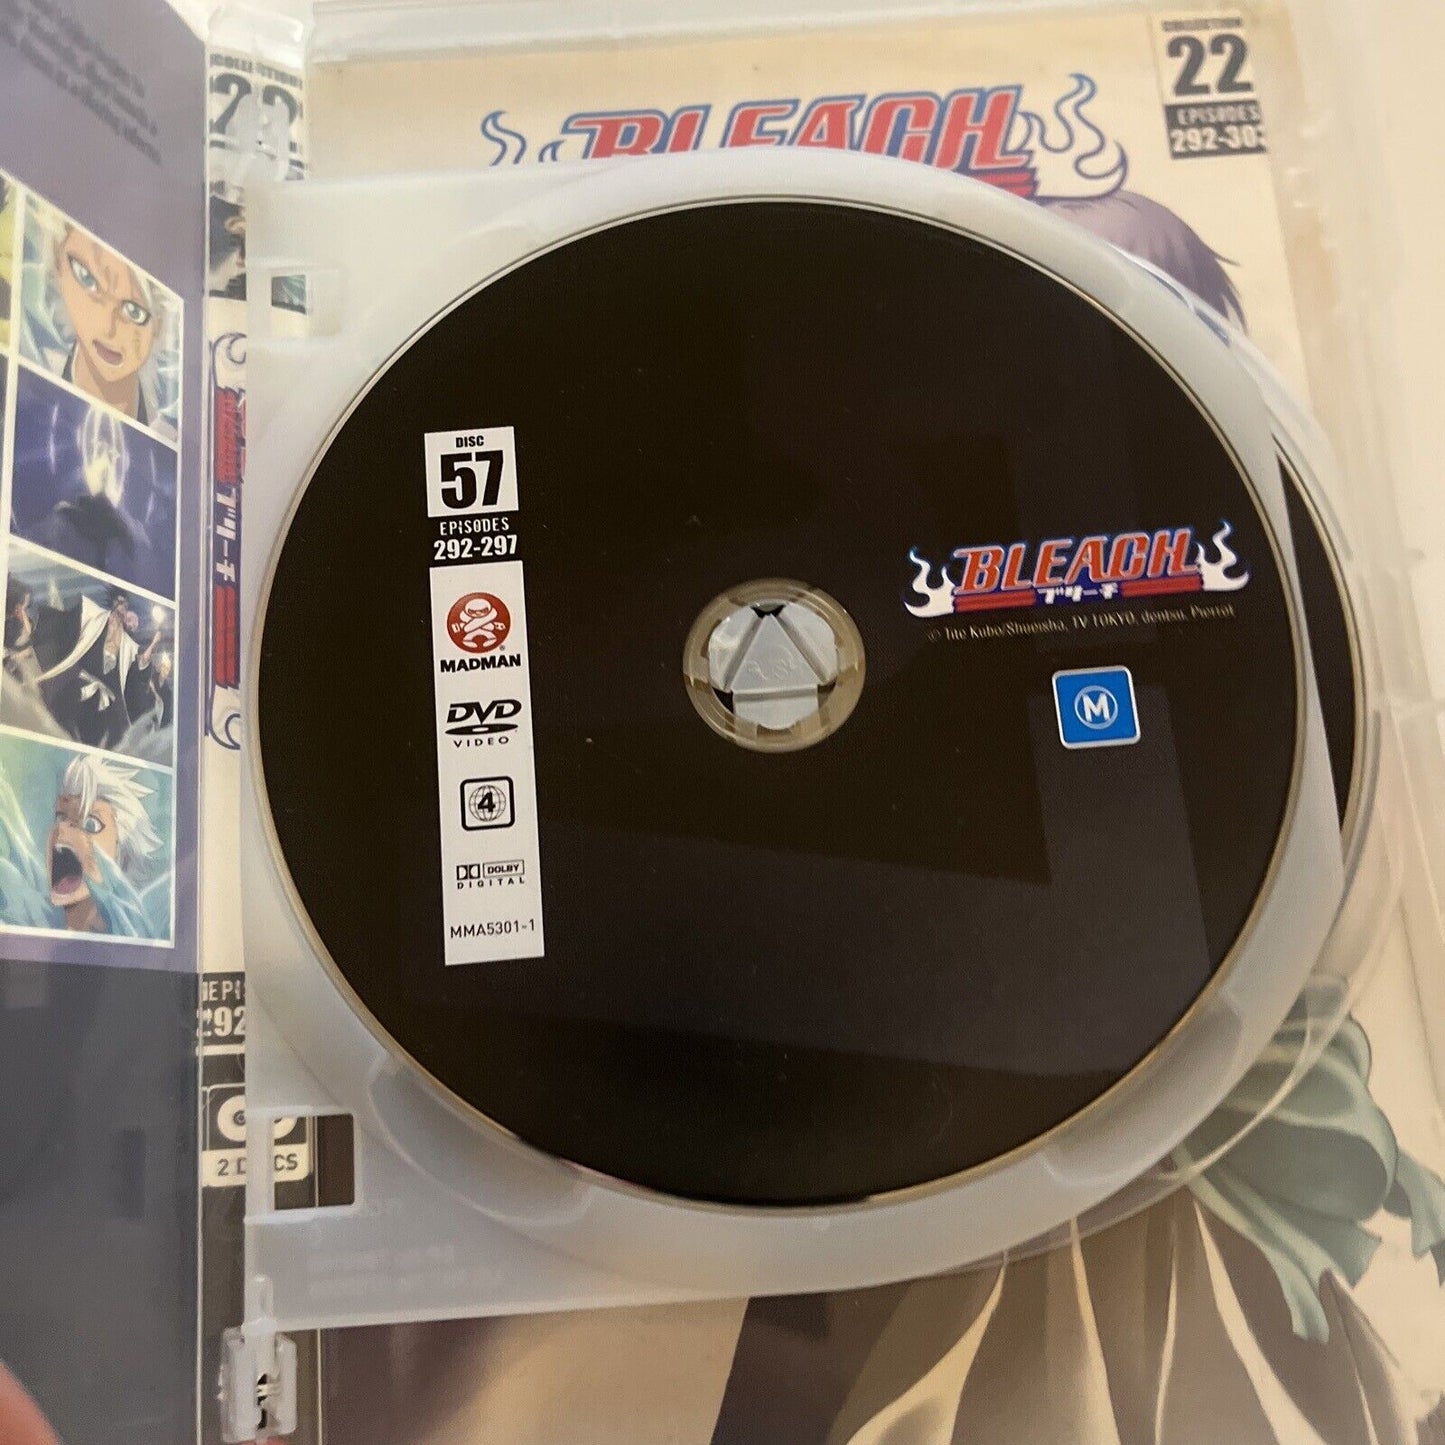 COLLECTION
22
EPISODES
292-303
BLEACH
DISC
57
EPISODES
292-297
MADMAN
DVD
VIDEO
4
DOLBY
DIGITAL
MMA5301-1
BLEACH
ブリーチ
© Tite Kubo/Shueisha, TV TOKYO, dentsu, Pierrot
M
2 DISCS